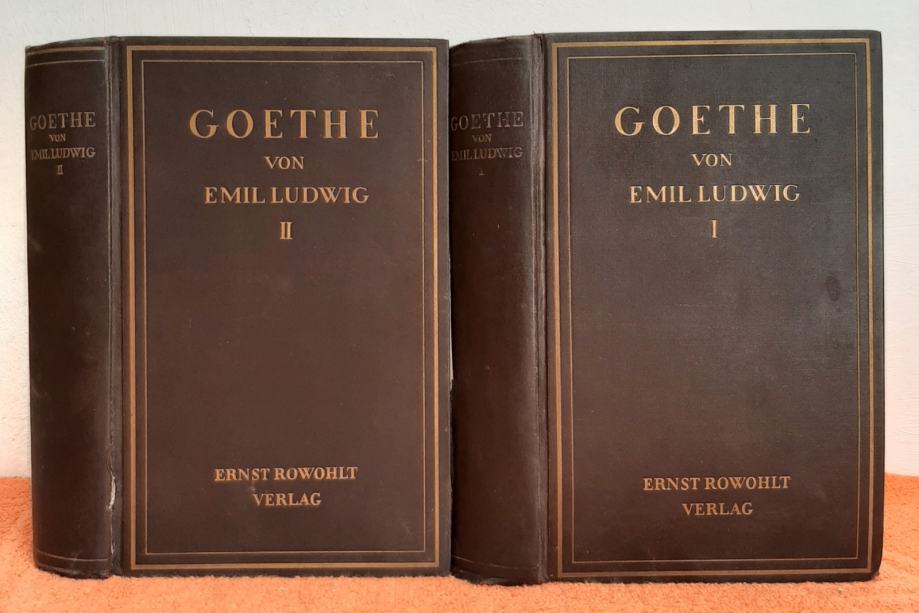 GOETHE
VON
EMIL LUDWIG
II
GOETHE
VON
EMIL LUDWIG
II
ERNST ROWOHLT
VERLAG
GOETHE
VON
EMIL LUDWIG
I
GOETHE
VON
EMIL LUDWIG
I
ERNST ROWOHLT
VERLAG